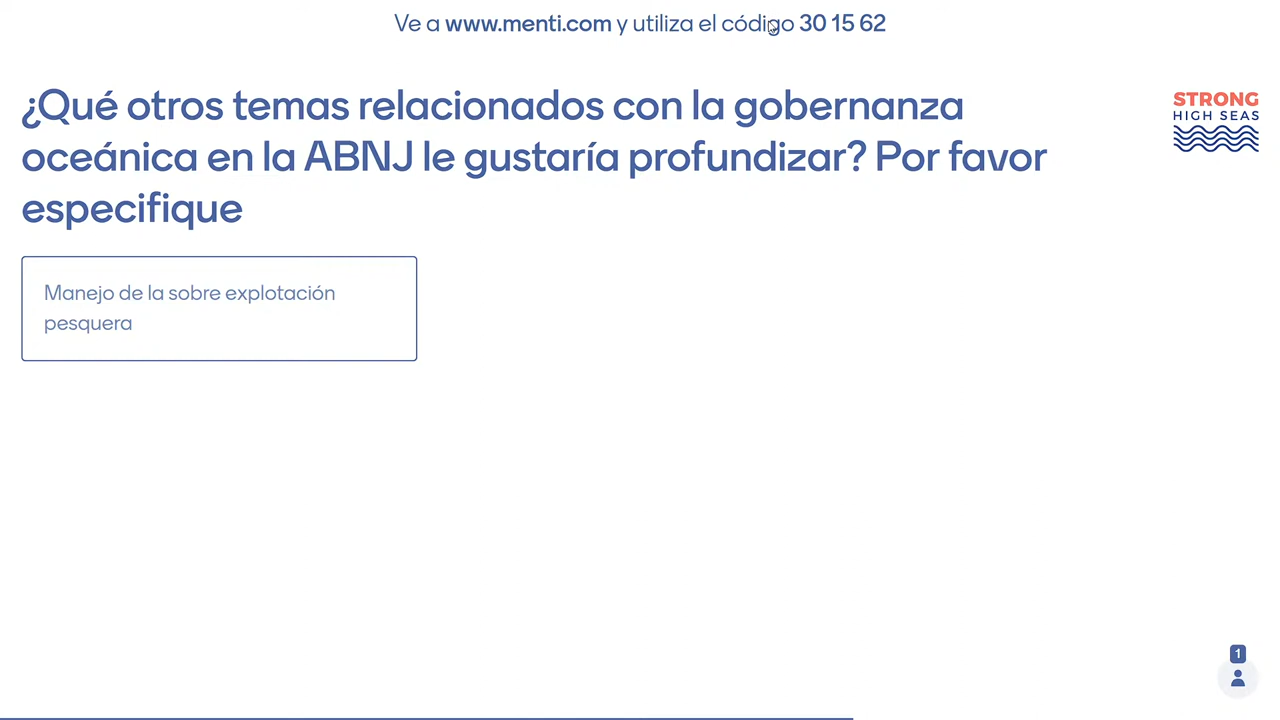 Ve a www.menti.com y utiliza el código 30 15 62
¿Qué otros temas relacionados con la gobernanza
oceánica en la ABNJ le gustaría profundizar? Por favor
especifique
STRONG
HIGH SEAS
Manejo de la sobre explotación
pesquera
1